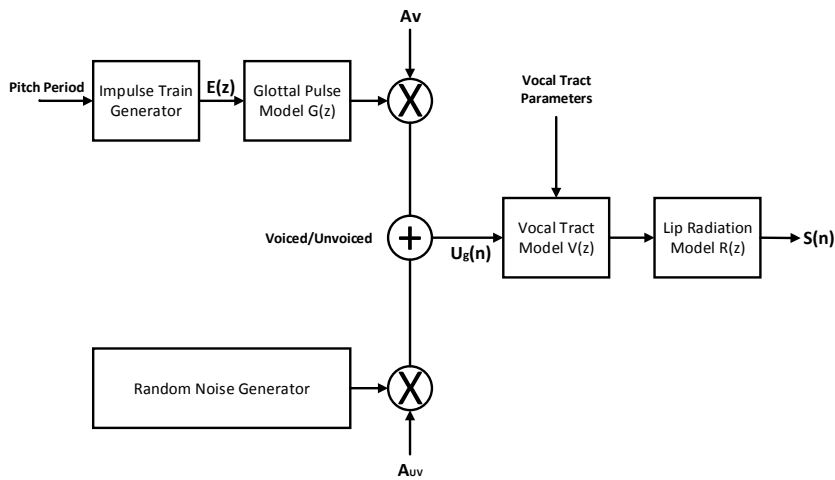 Av
Pitch Period
Impulse Train
Generator
E(z)
Glottal Pulse
Model G(z)
X
Vocal Tract
Parameters
Voiced/Unvoiced
+
Ug(n)
Vocal Tract
Model V(z)
Lip Radiation
Model R(z)
S(n)
Random Noise Generator
X
AUV